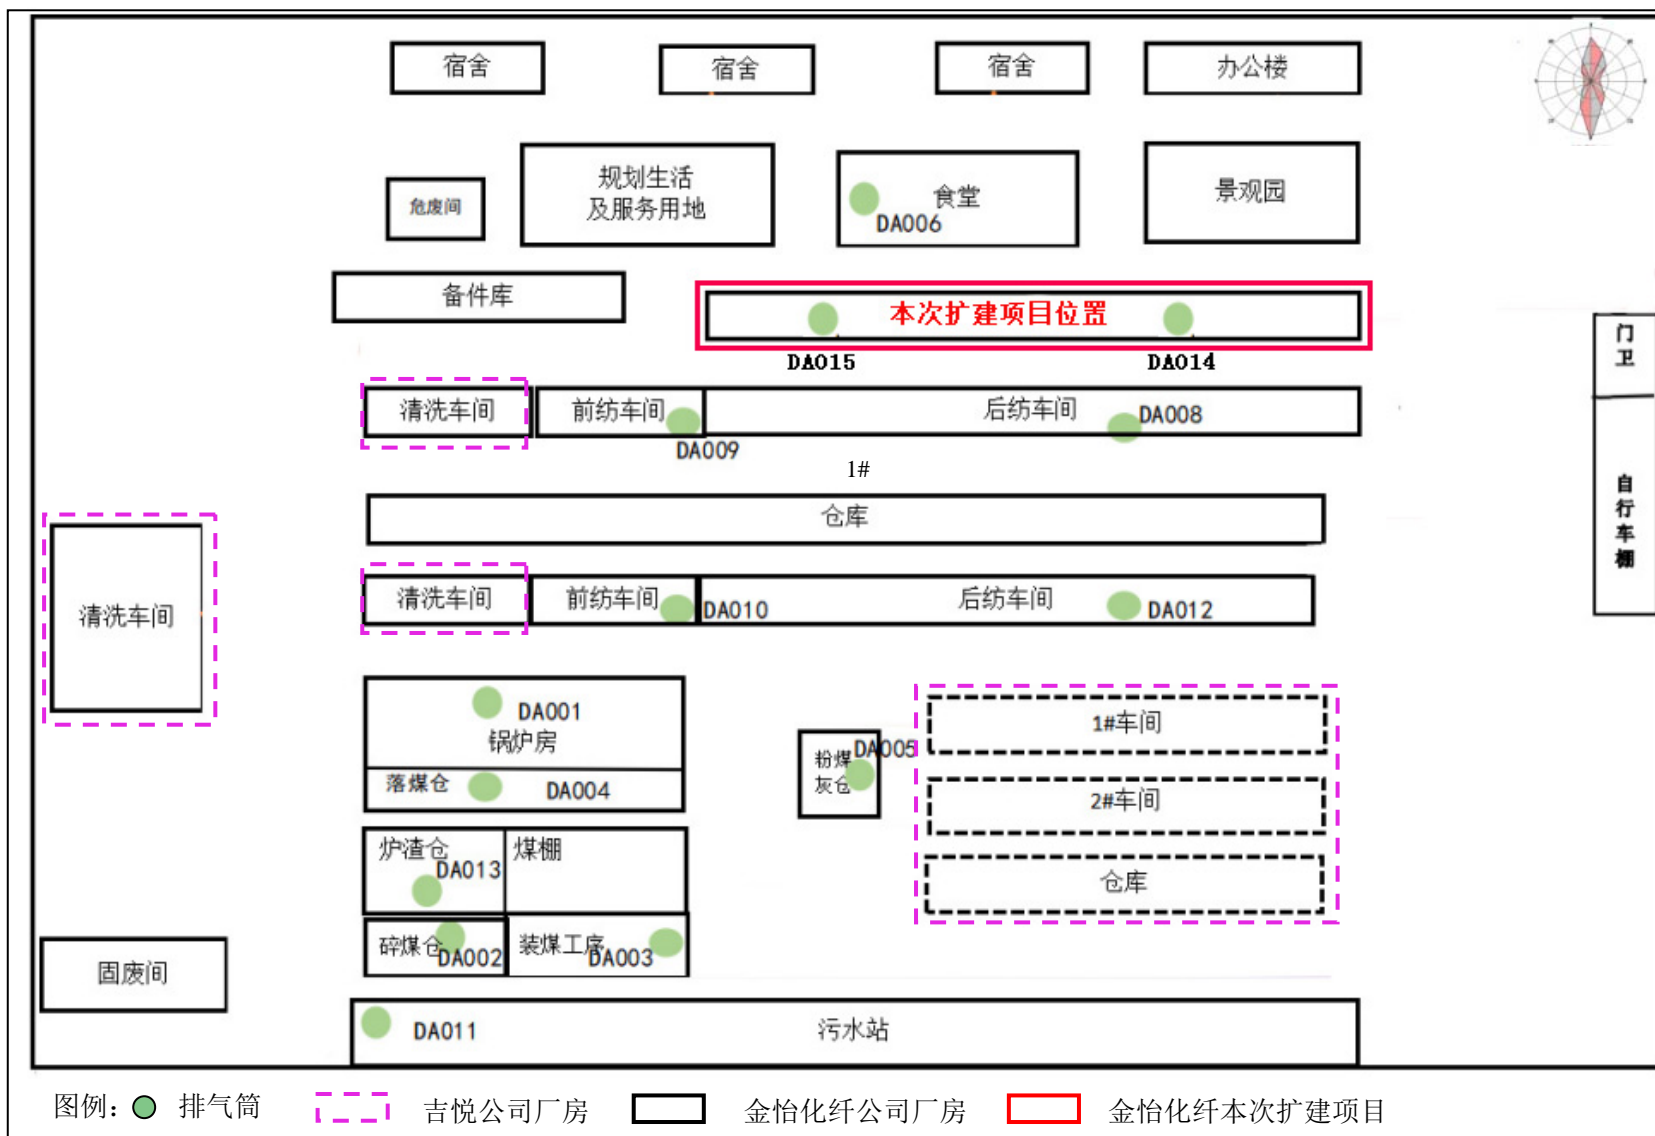 宿舍
宿舍
宿舍
办公楼
危废间
规划生活
及服务用地
食堂
DA006
景观园
备件库
本次扩建项目位置
DA015
DA014
门卫
清洗车间
前纺车间
DA009
后纺车间
DA008
1#
仓库
自行车棚
清洗车间
清洗车间
前纺车间
DA010
后纺车间
DA012
DA001
锅炉房
落煤仓
DA004
粉煤
灰仓
DA005
1#车间
2#车间
仓库
炉渣仓
DA013
煤棚
碎煤仓
DA002
装煤工序
DA003
固废间
DA011
污水站
图例：
排气筒
吉悦公司厂房
金怡化纤公司厂房
金怡化纤本次扩建项目